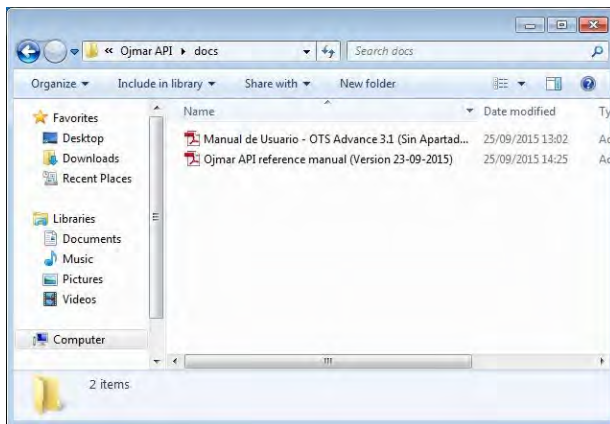 « Ojmar API ▸ docs
Search docs
Organize Include in library Share with New folder
Name Date modified Ty
Manual de Usuario - OTS Advance 3.1 (Sin Apartad... 25/09/2015 13:02 Ac
Ojmar API reference manual (Version 23-09-2015) 25/09/2015 14:25 Ac
Favorites
Desktop
Downloads
Recent Places
Libraries
Documents
Music
Pictures
Videos
Computer
2 items